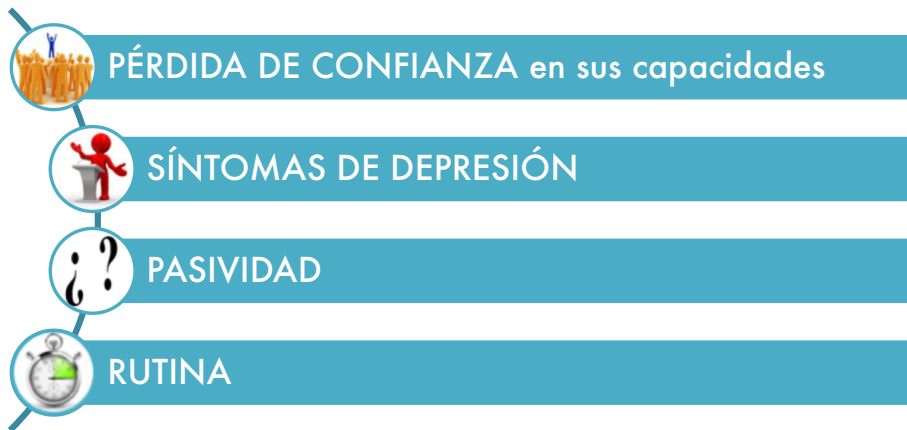 PÉRDIDA DE CONFIANZA en sus capacidades
SÍNTOMAS DE DEPRESIÓN
¿ ?
PASIVIDAD
RUTINA